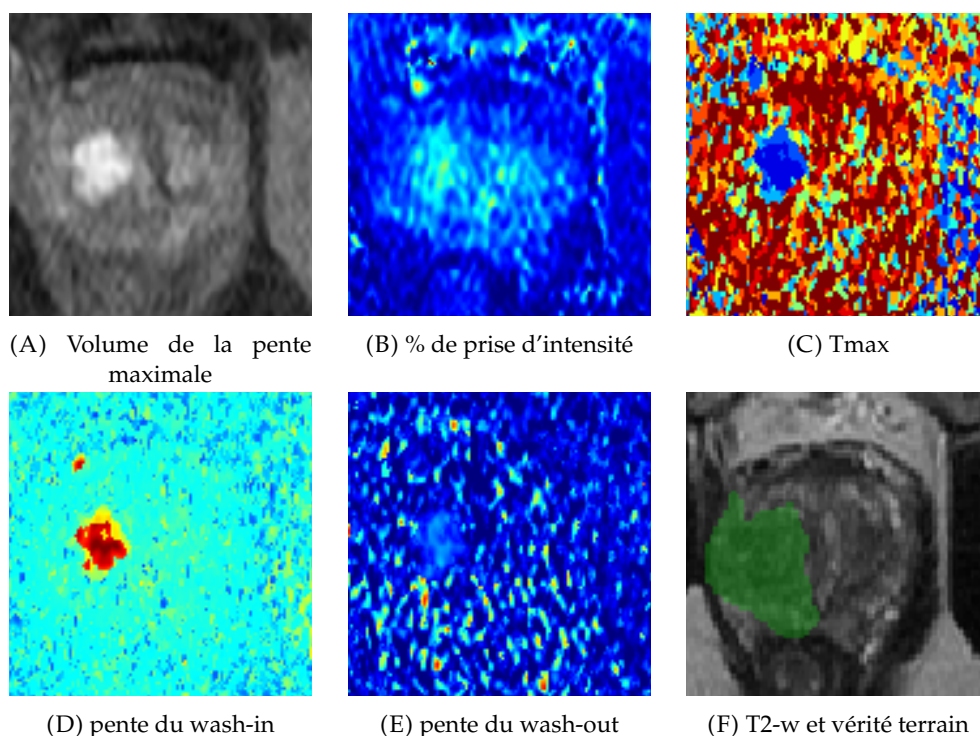 (A) Volume de la pente
maximale
(B) % de prise d'intensité
(C) Tmax
(D) pente du wash-in
(E) pente du wash-out
(F) T2-w et vérité terrain